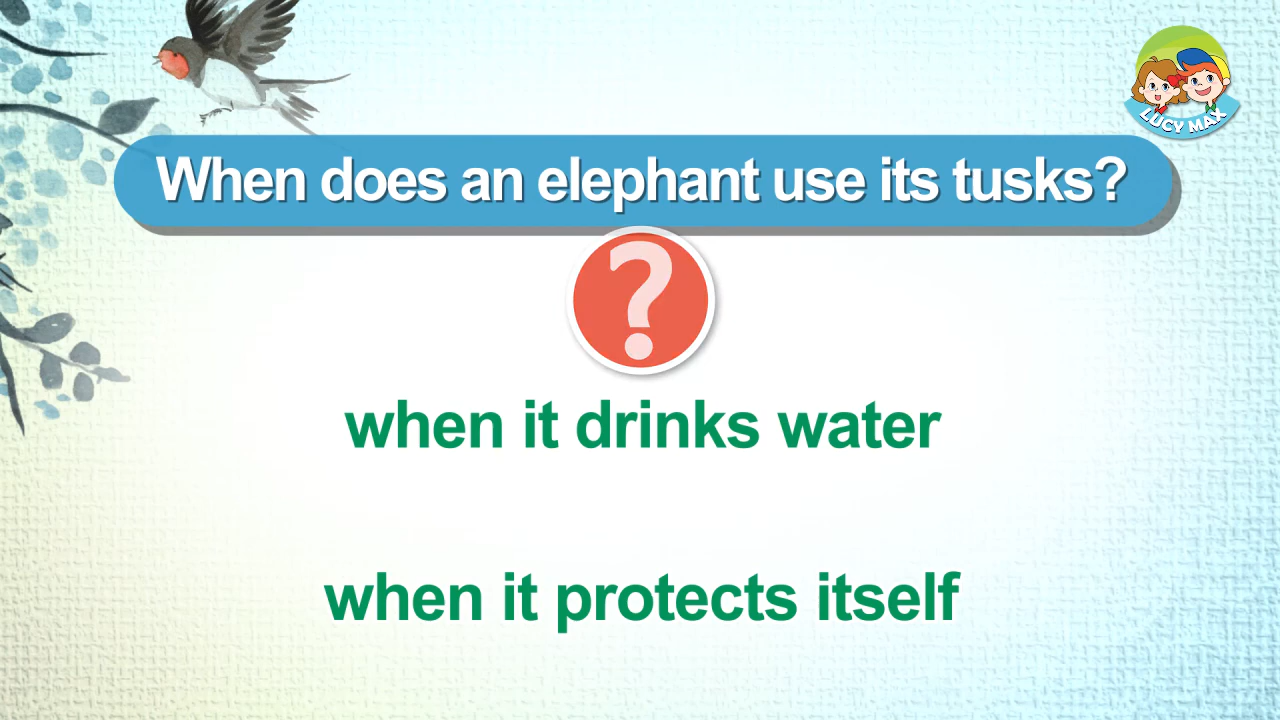 LUCY MAX
When does an elephant use its tusks?
?
when it drinks water
when it protects itself